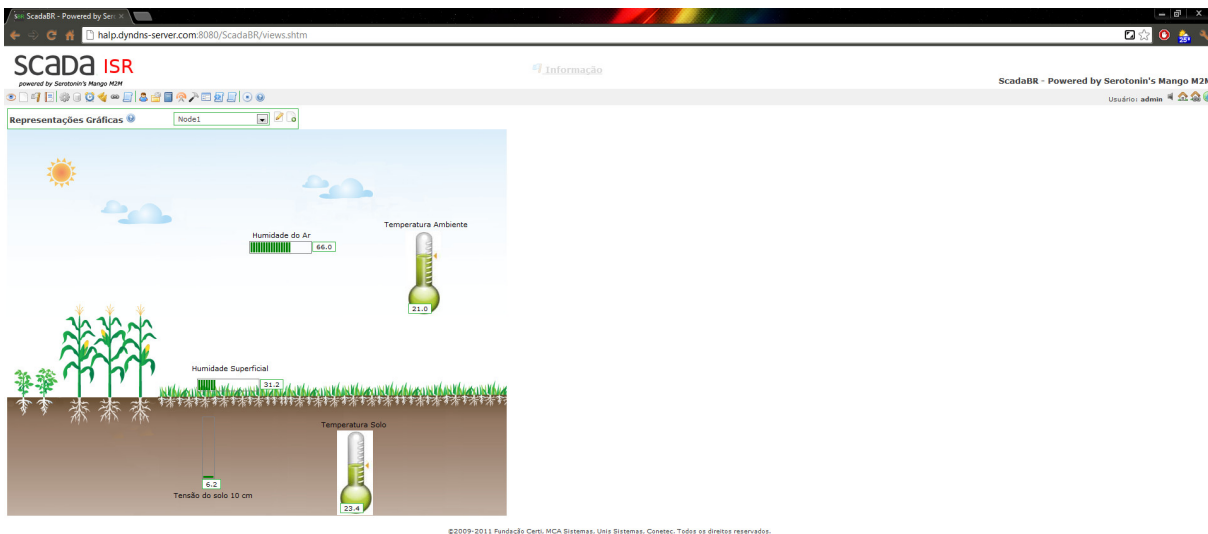 ScadaBR - Powered by Ser
halp.dyndns-server.com:8080/ScadaBR/views.shtm
25°
SCADA ISR
powered by Serotonin's Mango M2M
Informação
ScadaBR - Powered by Serotonin's Mango M2M
Usuário: admin
Representações Gráficas
Node1
Temperatura Ambiente
Humidade do Ar
66.0
21.0
Humidade Superficial
31.2
Temperatura Solo
6.2
Tensão do solo 10 cm
23.4
©2009-2011 Fundação Certi, MCA Sistemas, Unis Sistemas, Conetec. Todos os direitos reservados.